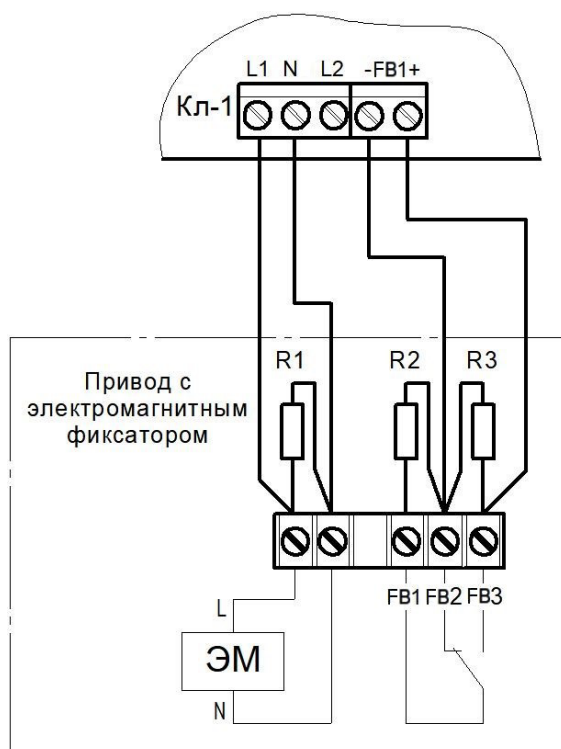 L1 N L2 -FB1+
Кл-1
R1 R2 R3
Привод с
электромагнитным
фиксатором
FB1 FB2 FB3
L
ЭМ
N